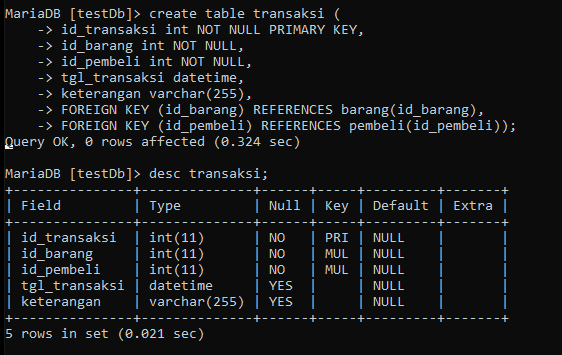 MariaDB [testDb]> create table transaksi (
    -> id_transaksi int NOT NULL PRIMARY KEY,
    -> id_barang int NOT NULL,
    -> id_pembeli int NOT NULL,
    -> tgl_transaksi datetime,
    -> keterangan varchar(255),
    -> FOREIGN KEY (id_barang) REFERENCES barang(id_barang),
    -> FOREIGN KEY (id_pembeli) REFERENCES pembeli(id_pembeli));
Query OK, 0 rows affected (0.324 sec)

MariaDB [testDb]> desc transaksi;
+---------------+--------------+------+-----+---------+-------+
| Field         | Type         | Null | Key | Default | Extra |
+---------------+--------------+------+-----+---------+-------+
| id_transaksi  | int(11)      | NO   | PRI | NULL    |       |
| id_barang     | int(11)      | NO   | MUL | NULL    |       |
| id_pembeli    | int(11)      | NO   | MUL | NULL    |       |
| tgl_transaksi | datetime     | YES  |     | NULL    |       |
| keterangan    | varchar(255) | YES  |     | NULL    |       |
+---------------+--------------+------+-----+---------+-------+
5 rows in set (0.021 sec)